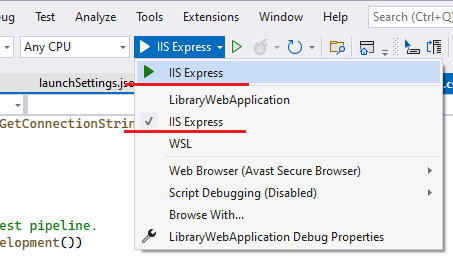 Test Analyze Tools Extensions Window Help Search (Ctrl+Q)
Any CPU IIS Express
launchSettings.jso
IIS Express
LibraryWebApplication
GetConnectionStrin
IIS Express
WSL
Web Browser (Avast Secure Browser)
Script Debugging (Disabled)
est pipeline.
Browse With...
elopment())
LibraryWebApplication Debug Properties